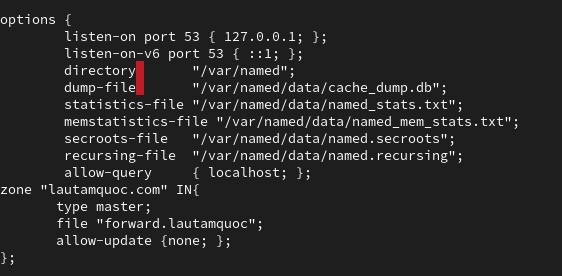 options {
        listen-on port 53 { 127.0.0.1; };
        listen-on-v6 port 53 { ::1; };
        directory       "/var/named";
        dump-file       "/var/named/data/cache_dump.db";
        statistics-file "/var/named/data/named_stats.txt";
        memstatistics-file "/var/named/data/named_mem_stats.txt";
        secroots-file   "/var/named/data/named.secroots";
        recursing-file  "/var/named/data/named.recursing";
        allow-query     { localhost; };
zone "lautamquoc.com" IN{
       type master;
       file "forward.lautamquoc";
       allow-update {none; };
};